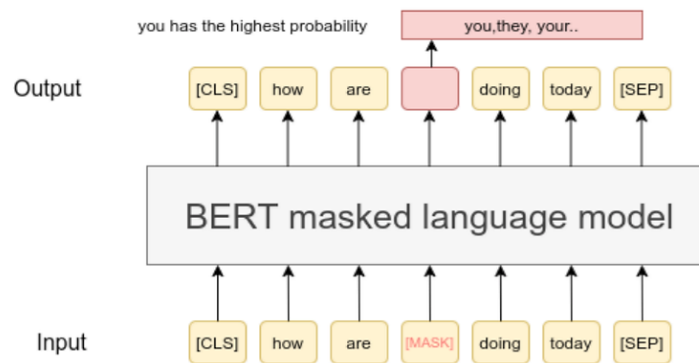 you has the highest probability you,they, your..
Output [CLS] how are doing today [SEP]
BERT masked language model
Input [CLS] how are [MASK] doing today [SEP]